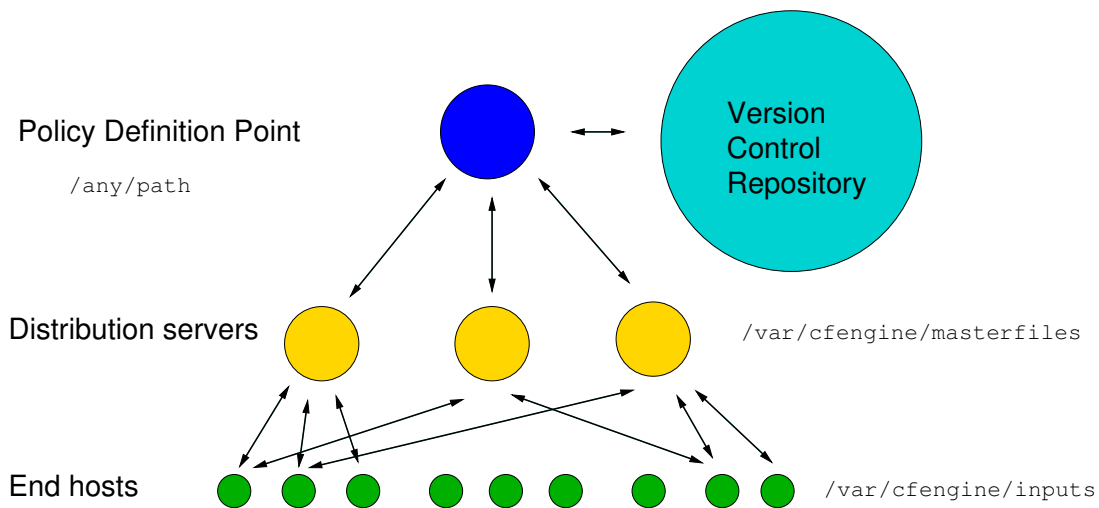 Policy Definition Point
/any/path
Version
Control
Repository
Distribution servers
/var/cfengine/masterfiles
End hosts
/var/cfengine/inputs